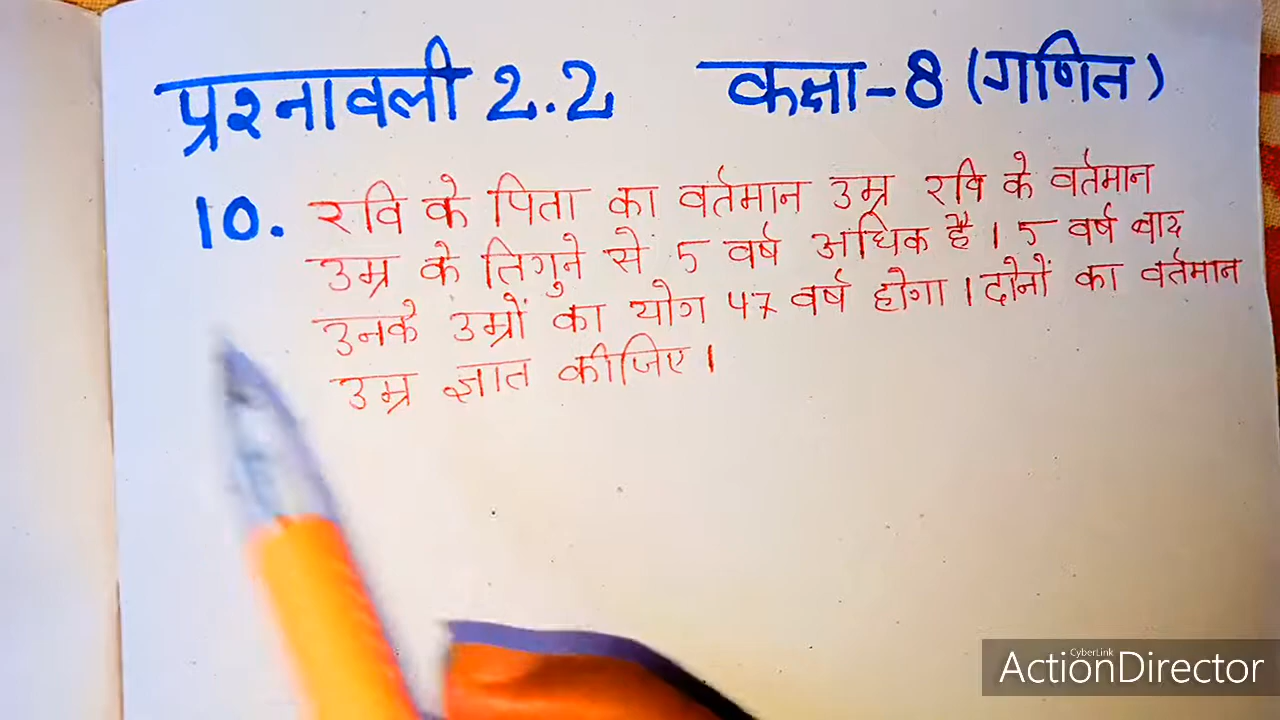 प्रश्नावली 2.2 कक्षा-8 (गणित)
10. रवि के पिता का वर्तमान उम्र रवि के वर्तमान
उम्र के तिगुने से 5 वर्ष अधिक है। 5 वर्ष बाद
उनके उम्रों का योग 47 वर्ष होगा। दोनों का वर्तमान
उम्र ज्ञात कीजिए।
CyberLink
ActionDirector